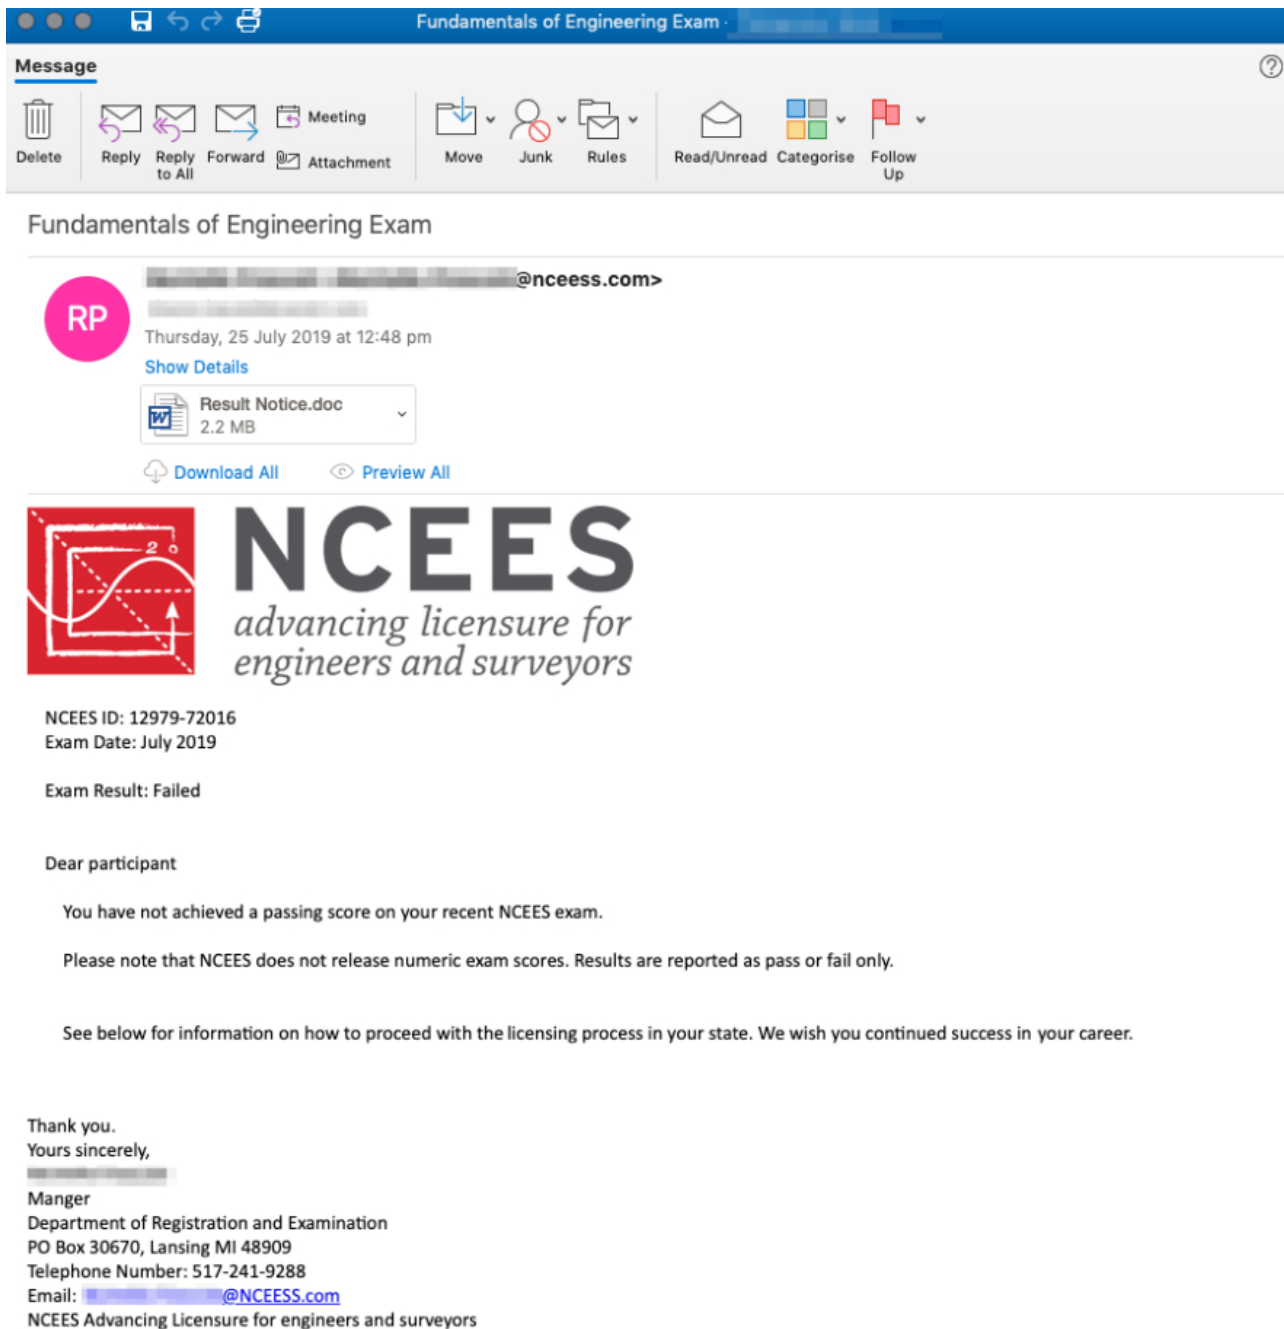 Fundamentals of Engineering Exam -
Message
Delete
Reply
Reply to All
Forward
Meeting
Attachment
Move
Junk
Rules
Read/Unread
Categorise
Follow Up
Fundamentals of Engineering Exam
RP
@nceess.com>
Thursday, 25 July 2019 at 12:48 pm
Show Details
Result Notice.doc
2.2 MB
Download All
Preview All
NCEES
advancing licensure for
engineers and surveyors
NCEES ID: 12979-72016
Exam Date: July 2019
Exam Result: Failed
Dear participant
You have not achieved a passing score on your recent NCEES exam.
Please note that NCEES does not release numeric exam scores. Results are reported as pass or fail only.
See below for information on how to proceed with the licensing process in your state. We wish you continued success in your career.
Thank you.
Yours sincerely,
Manger
Department of Registration and Examination
PO Box 30670, Lansing MI 48909
Telephone Number: 517-241-9288
Email: @NCEESS.com
NCEES Advancing Licensure for engineers and surveyors